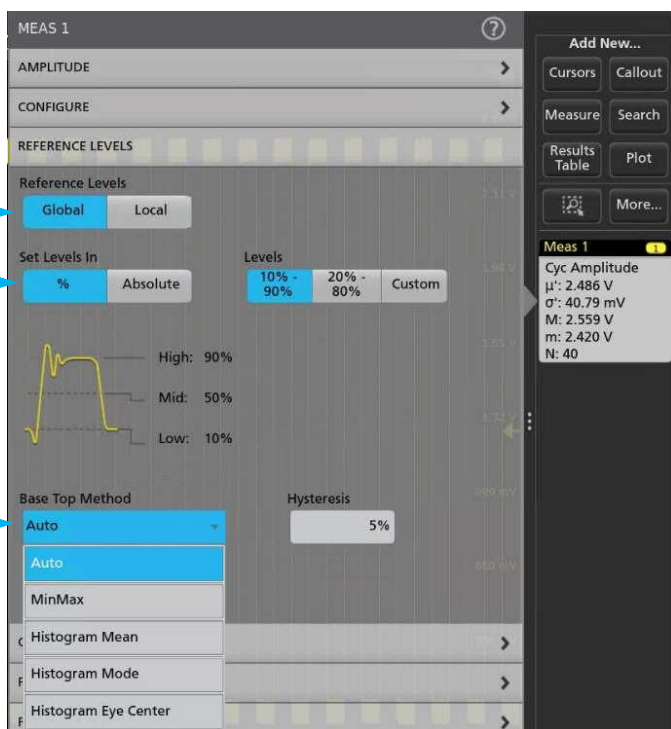 MEAS 1
?
AMPLITUDE
CONFIGURE
REFERENCE LEVELS
Reference Levels
Global Local
Set Levels In Levels
% Absolute 10% - 90% 20% - 80% Custom
High: 90%
Mid: 50%
Low: 10%
Base Top Method Hysteresis
Auto 5%
Auto
MinMax
Histogram Mean
Histogram Mode
Histogram Eye Center
Add New...
Cursors Callout
Measure Search
Results Table Plot
More...
Meas 1 1
Cyc Amplitude
µ': 2.486 V
σ': 40.79 mV
M: 2.559 V
m: 2.420 V
N: 40